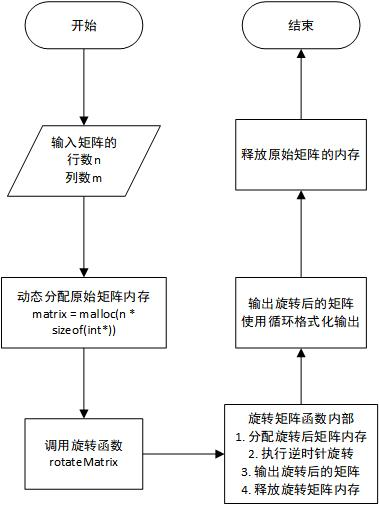 开始
输入矩阵的
行数n
列数m
动态分配原始矩阵内存
matrix = malloc(n *
sizeof(int*))
调用旋转函数
rotateMatrix
旋转矩阵函数内部
1. 分配旋转后矩阵内存
2. 执行逆时针旋转
3. 输出旋转后的矩阵
4. 释放旋转矩阵内存
输出旋转后的矩阵
使用循环格式化输出
释放原始矩阵的内存
结束